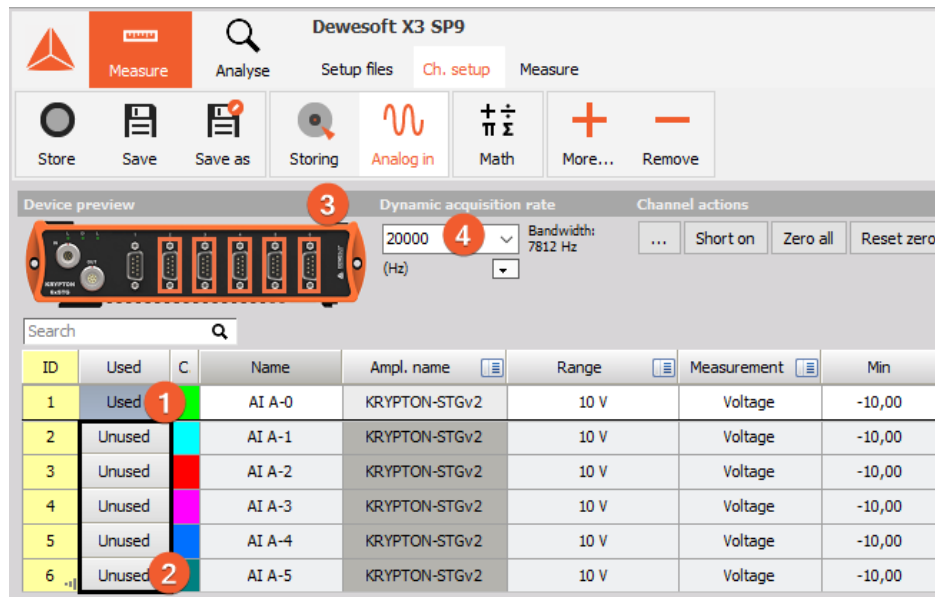 Dewesoft X3 SP9
Measure
Analyse
Setup files
Ch. setup
Measure
Store
Save
Save as
Storing
Analog in
Math
More...
Remove
Device preview
3
Dynamic acquisition rate
Channel actions
20000
4
Bandwidth:
7812 Hz
(Hz)
...
Short on
Zero all
Reset zero
OUT
KRYPTON
6xSTG
DEWESOFT
Search
ID Used C Name Ampl. name Range Measurement Min
1 Used 1 AI A-0 KRYPTON-STGv2 10 V Voltage -10,00
2 Unused AI A-1 KRYPTON-STGv2 10 V Voltage -10,00
3 Unused AI A-2 KRYPTON-STGv2 10 V Voltage -10,00
4 Unused AI A-3 KRYPTON-STGv2 10 V Voltage -10,00
5 Unused AI A-4 KRYPTON-STGv2 10 V Voltage -10,00
6 Unused 2 AI A-5 KRYPTON-STGv2 10 V Voltage -10,00